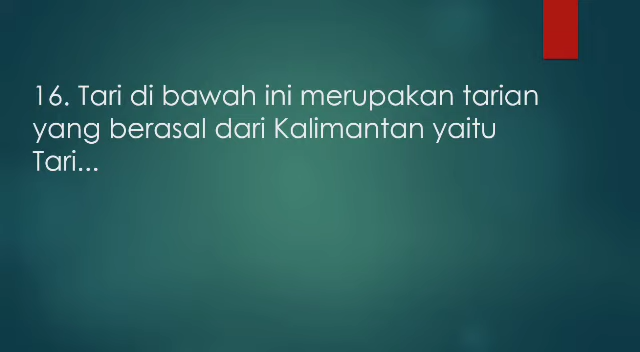 16. Tari di bawah ini merupakan tarian
yang berasal dari Kalimantan yaitu
Tari...